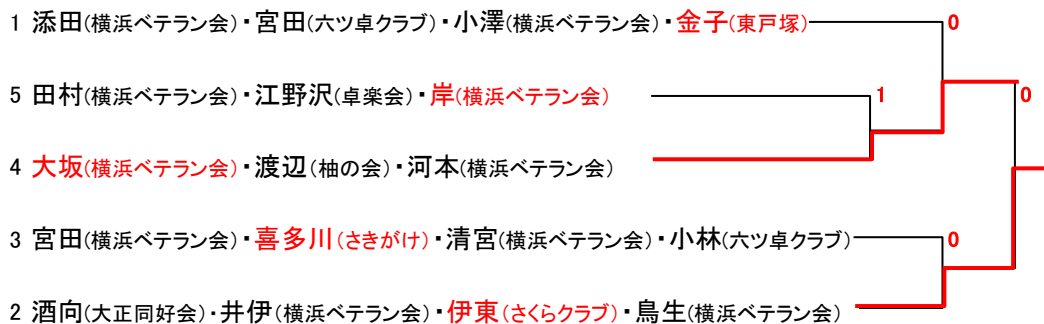 1 添田(横浜ベテラン会)・宮田(六ツ卓クラブ)・小澤(横浜ベテラン会)・金子(東戸塚) 0
5 田村(横浜ベテラン会)・江野沢(卓楽会)・岸(横浜ベテラン会) 1 0
4 大坂(横浜ベテラン会)・渡辺(柚の会)・河本(横浜ベテラン会)
3 宮田(横浜ベテラン会)・喜多川(さきがけ)・清宮(横浜ベテラン会)・小林(六ツ卓クラブ) 0
2 酒向(大正同好会)・井伊(横浜ベテラン会)・伊東(さくらクラブ)・鳥生(横浜ベテラン会)